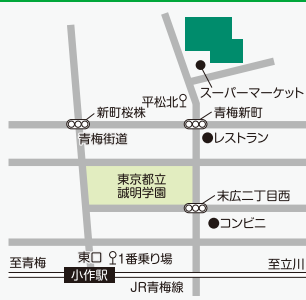 スーパーマーケット
平松北
新町桜株
青梅新町
青梅街道
レストラン
東京都立
誠明学園
末広二丁目西
コンビニ
東口
1番乗り場
至青梅
小作駅
至立川
JR青梅線